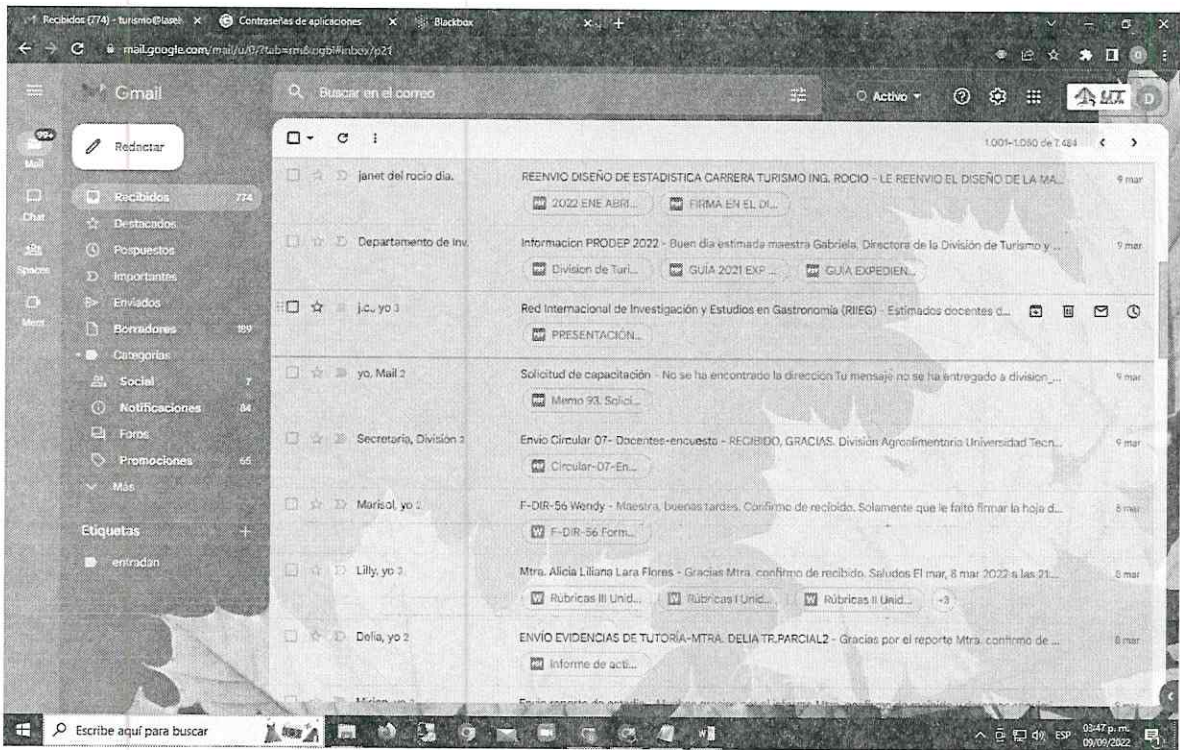 Recibidos (774) - turismo@lasel
Contraseñas de aplicaciones
Blackbox
mail.google.com/mail/u/0/?tab=rm&ogbl#inbox/p21
Gmail
Buscar en el correo
Activo
UT
D
99+
Mail
Redactar
1.001–1.050 de 7.484
Recibidos 774
Chat
Destacados
Pospuestos
Spaces
Importantes
Enviados
Meet
Borradores 189
Categorías
Social 7
Notificaciones 84
Foros
Promociones 65
Más
Etiquetas
entradan
janet del rocio dia. REENVIO DISEÑO DE ESTADISTICA CARRERA TURISMO ING. ROCIO - LE REENVIO EL DISEÑO DE LA MA... 9 mar
2022 ENE ABRI... FIRMA EN EL DI...
Departamento de Inv. Informacion PRODEP 2022 - Buen día estimada maestra Gabriela, Directora de la División de Turismo y ... 9 mar
PDF Division de Turi... PDF GUÍA 2021 EXP ... PDF GUIA EXPEDIEN...
j.c., yo 3 Red Internacional de Investigación y Estudios en Gastronomía (RIIEG) - Estimados docentes d...
PDF PRESENTACIÓN...
yo, Mail 2 Solicitud de capacitación - No se ha encontrado la dirección Tu mensaje no se ha entregado a division_... 9 mar
PDF Memo 93. Solici...
Secretaria, División 2 Envio Circular 07- Docentes-encuesta - RECIBIDO, GRACIAS. División Agroalimentaria Universidad Tecn... 9 mar
PDF Circular-07-En...
Marisol, yo 2 F-DIR-56 Wendy - Maestra, buenas tardes. Confirmo de recibido. Solamente que le faito firmar la hoja d... 8 mar
W F-DIR-56 Form...
Lilly, yo 2 Mtra. Alicia Liliana Lara Flores - Gracias Mtra. confirmo de recibido. Saludos El mar, 8 mar 2022 a las 21... 8 mar
W Rúbricas III Unid... W Rúbricas I Unid... W Rúbricas II Unid... +3
Delia, yo 2 ENVÍO EVIDENCIAS DE TUTORÍA-MTRA. DELIA TR.PARCIAL2 - Gracias por el reporte Mtra. confirmo de ... 8 mar
PDF Informe de acti...
Escribe aquí para buscar
ESP
03:47 p. m.
09/09/2022